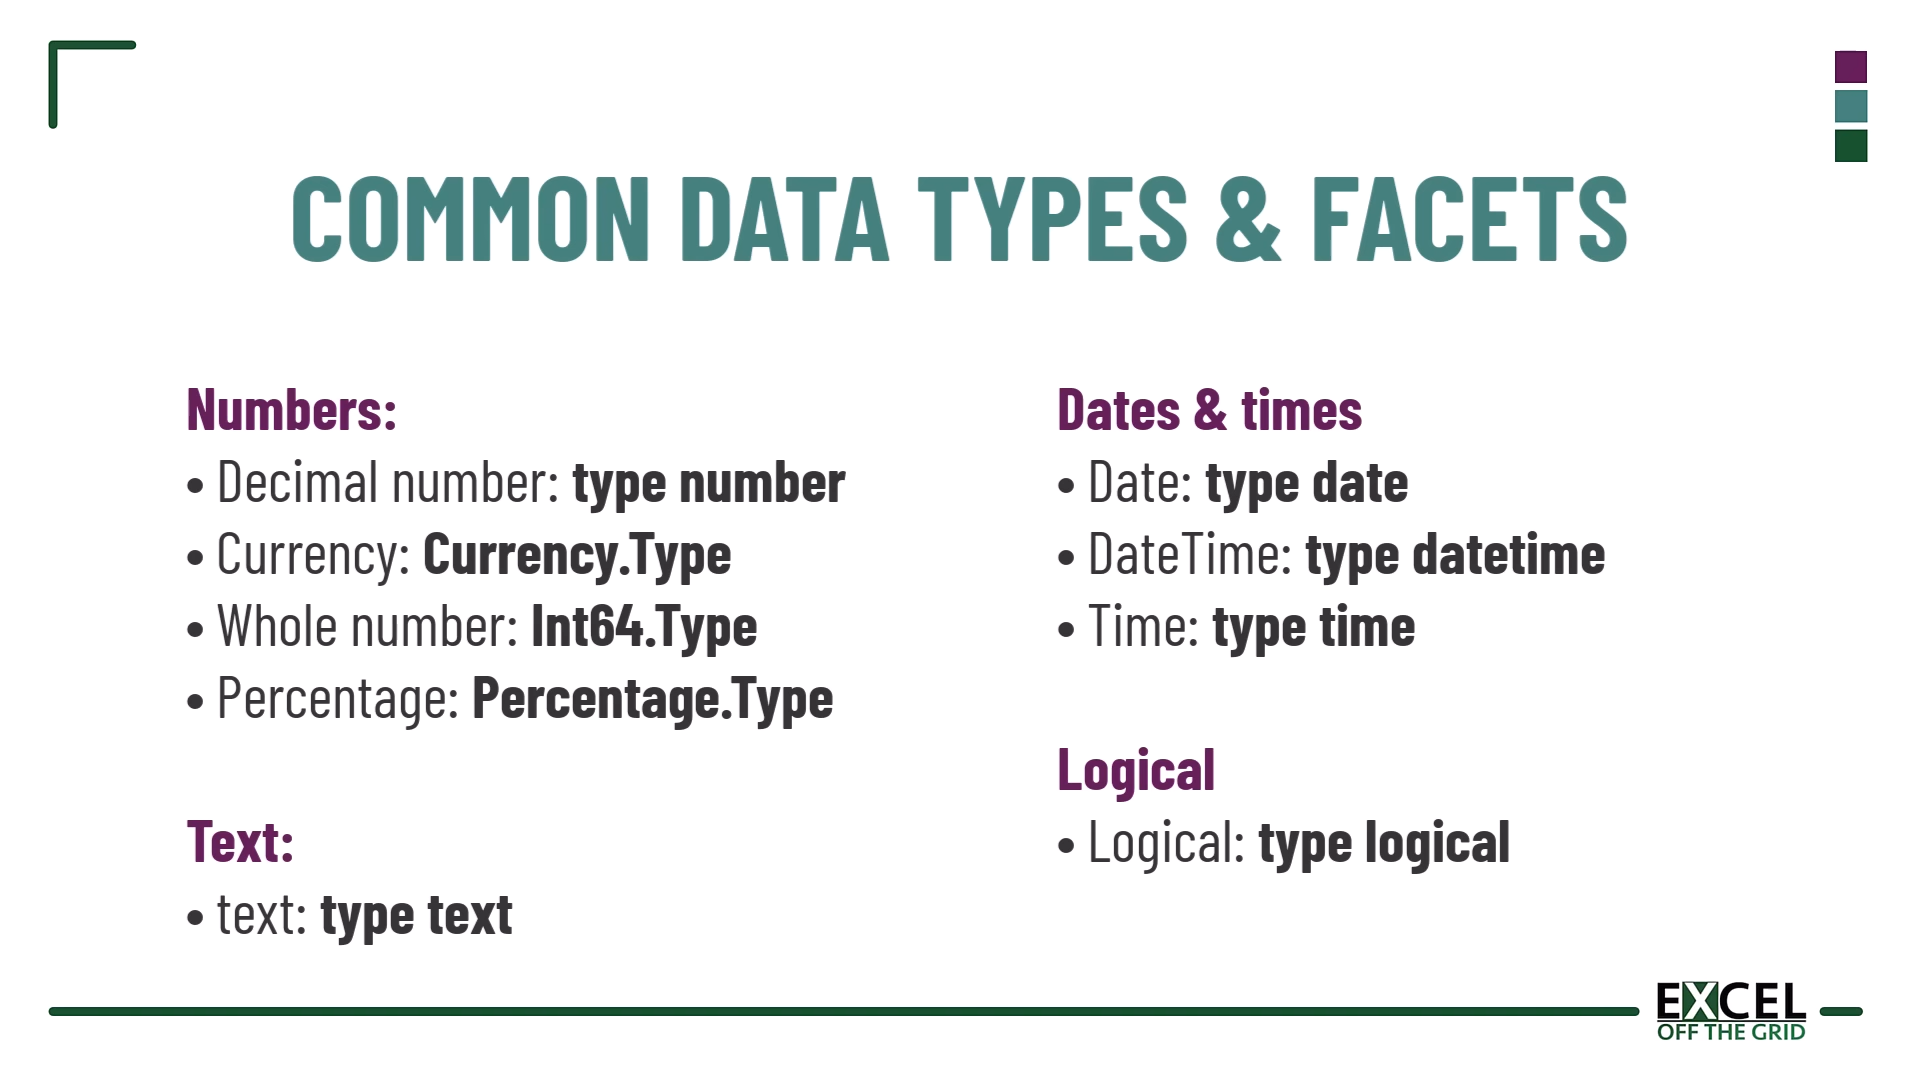 COMMON DATA TYPES & FACETS
Numbers:
• Decimal number: type number
• Currency: Currency.Type
• Whole number: Int64.Type
• Percentage: Percentage.Type
Text:
• text: type text
Dates & times
• Date: type date
• DateTime: type datetime
• Time: type time
Logical
• Logical: type logical
EXCEL
OFF THE GRID